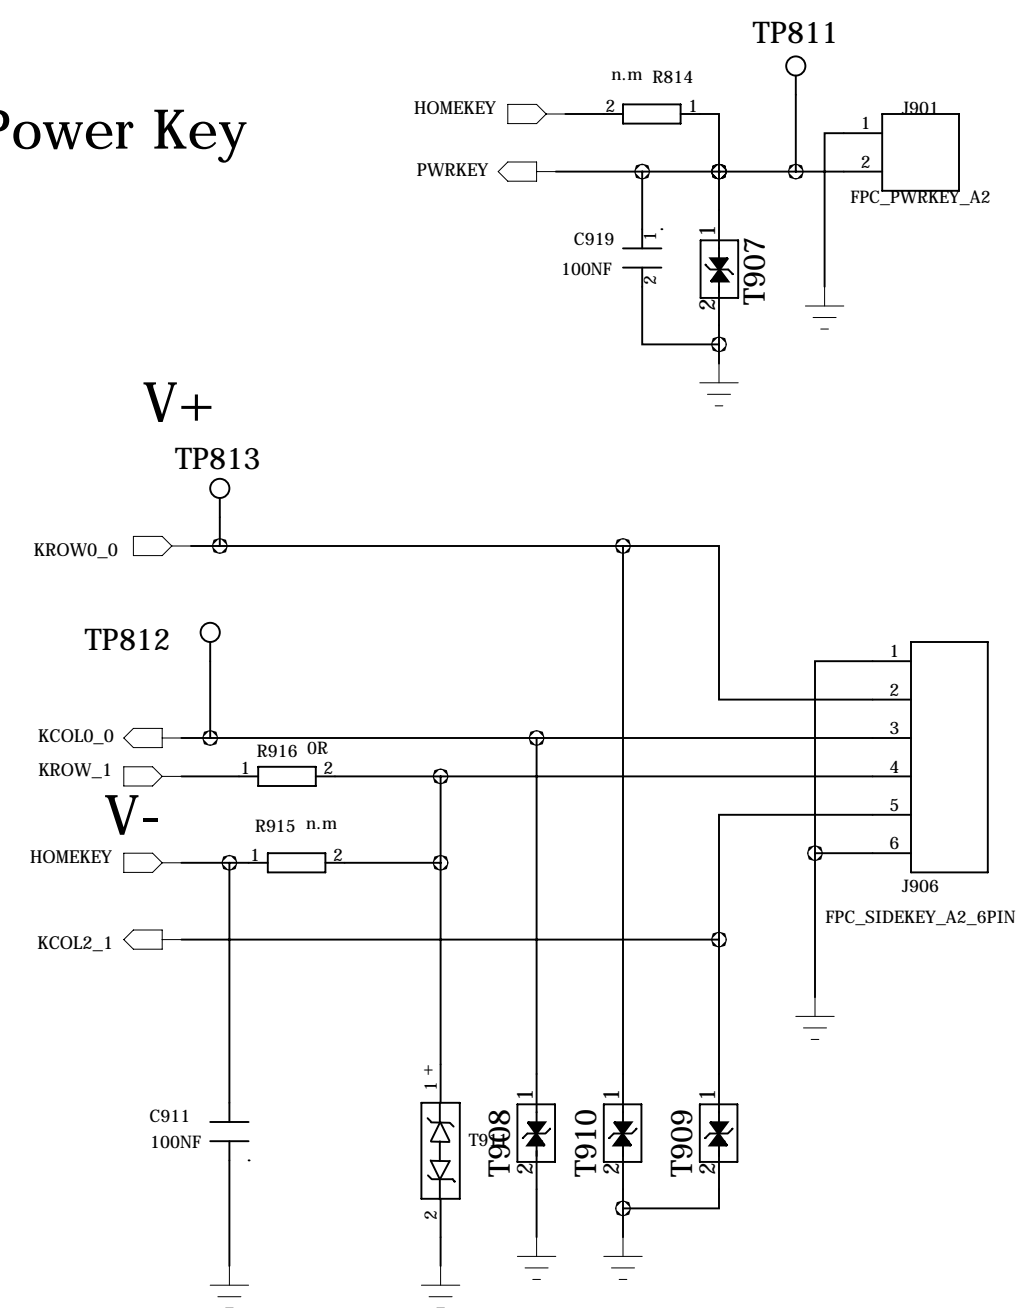 TP811
n.m R814
HOMEKEY
2
1
J901
1
Power Key
PWRKEY
2
FPC_PWRKEY_A2
C919
1
.
1
100NF
2
2
T907
V+
TP813
KROW0_0
TP812
1
2
KCOL0_0
3
R916 0R
KROW_1
1
2
4
V-
5
R915 n.m
HOMEKEY
1
2
6
J906
FPC_SIDEKEY_A2_6PIN
KCOL2_1
1 +
1
1
1
C911
100NF
.
T908
T910
T909
2
2
2
2